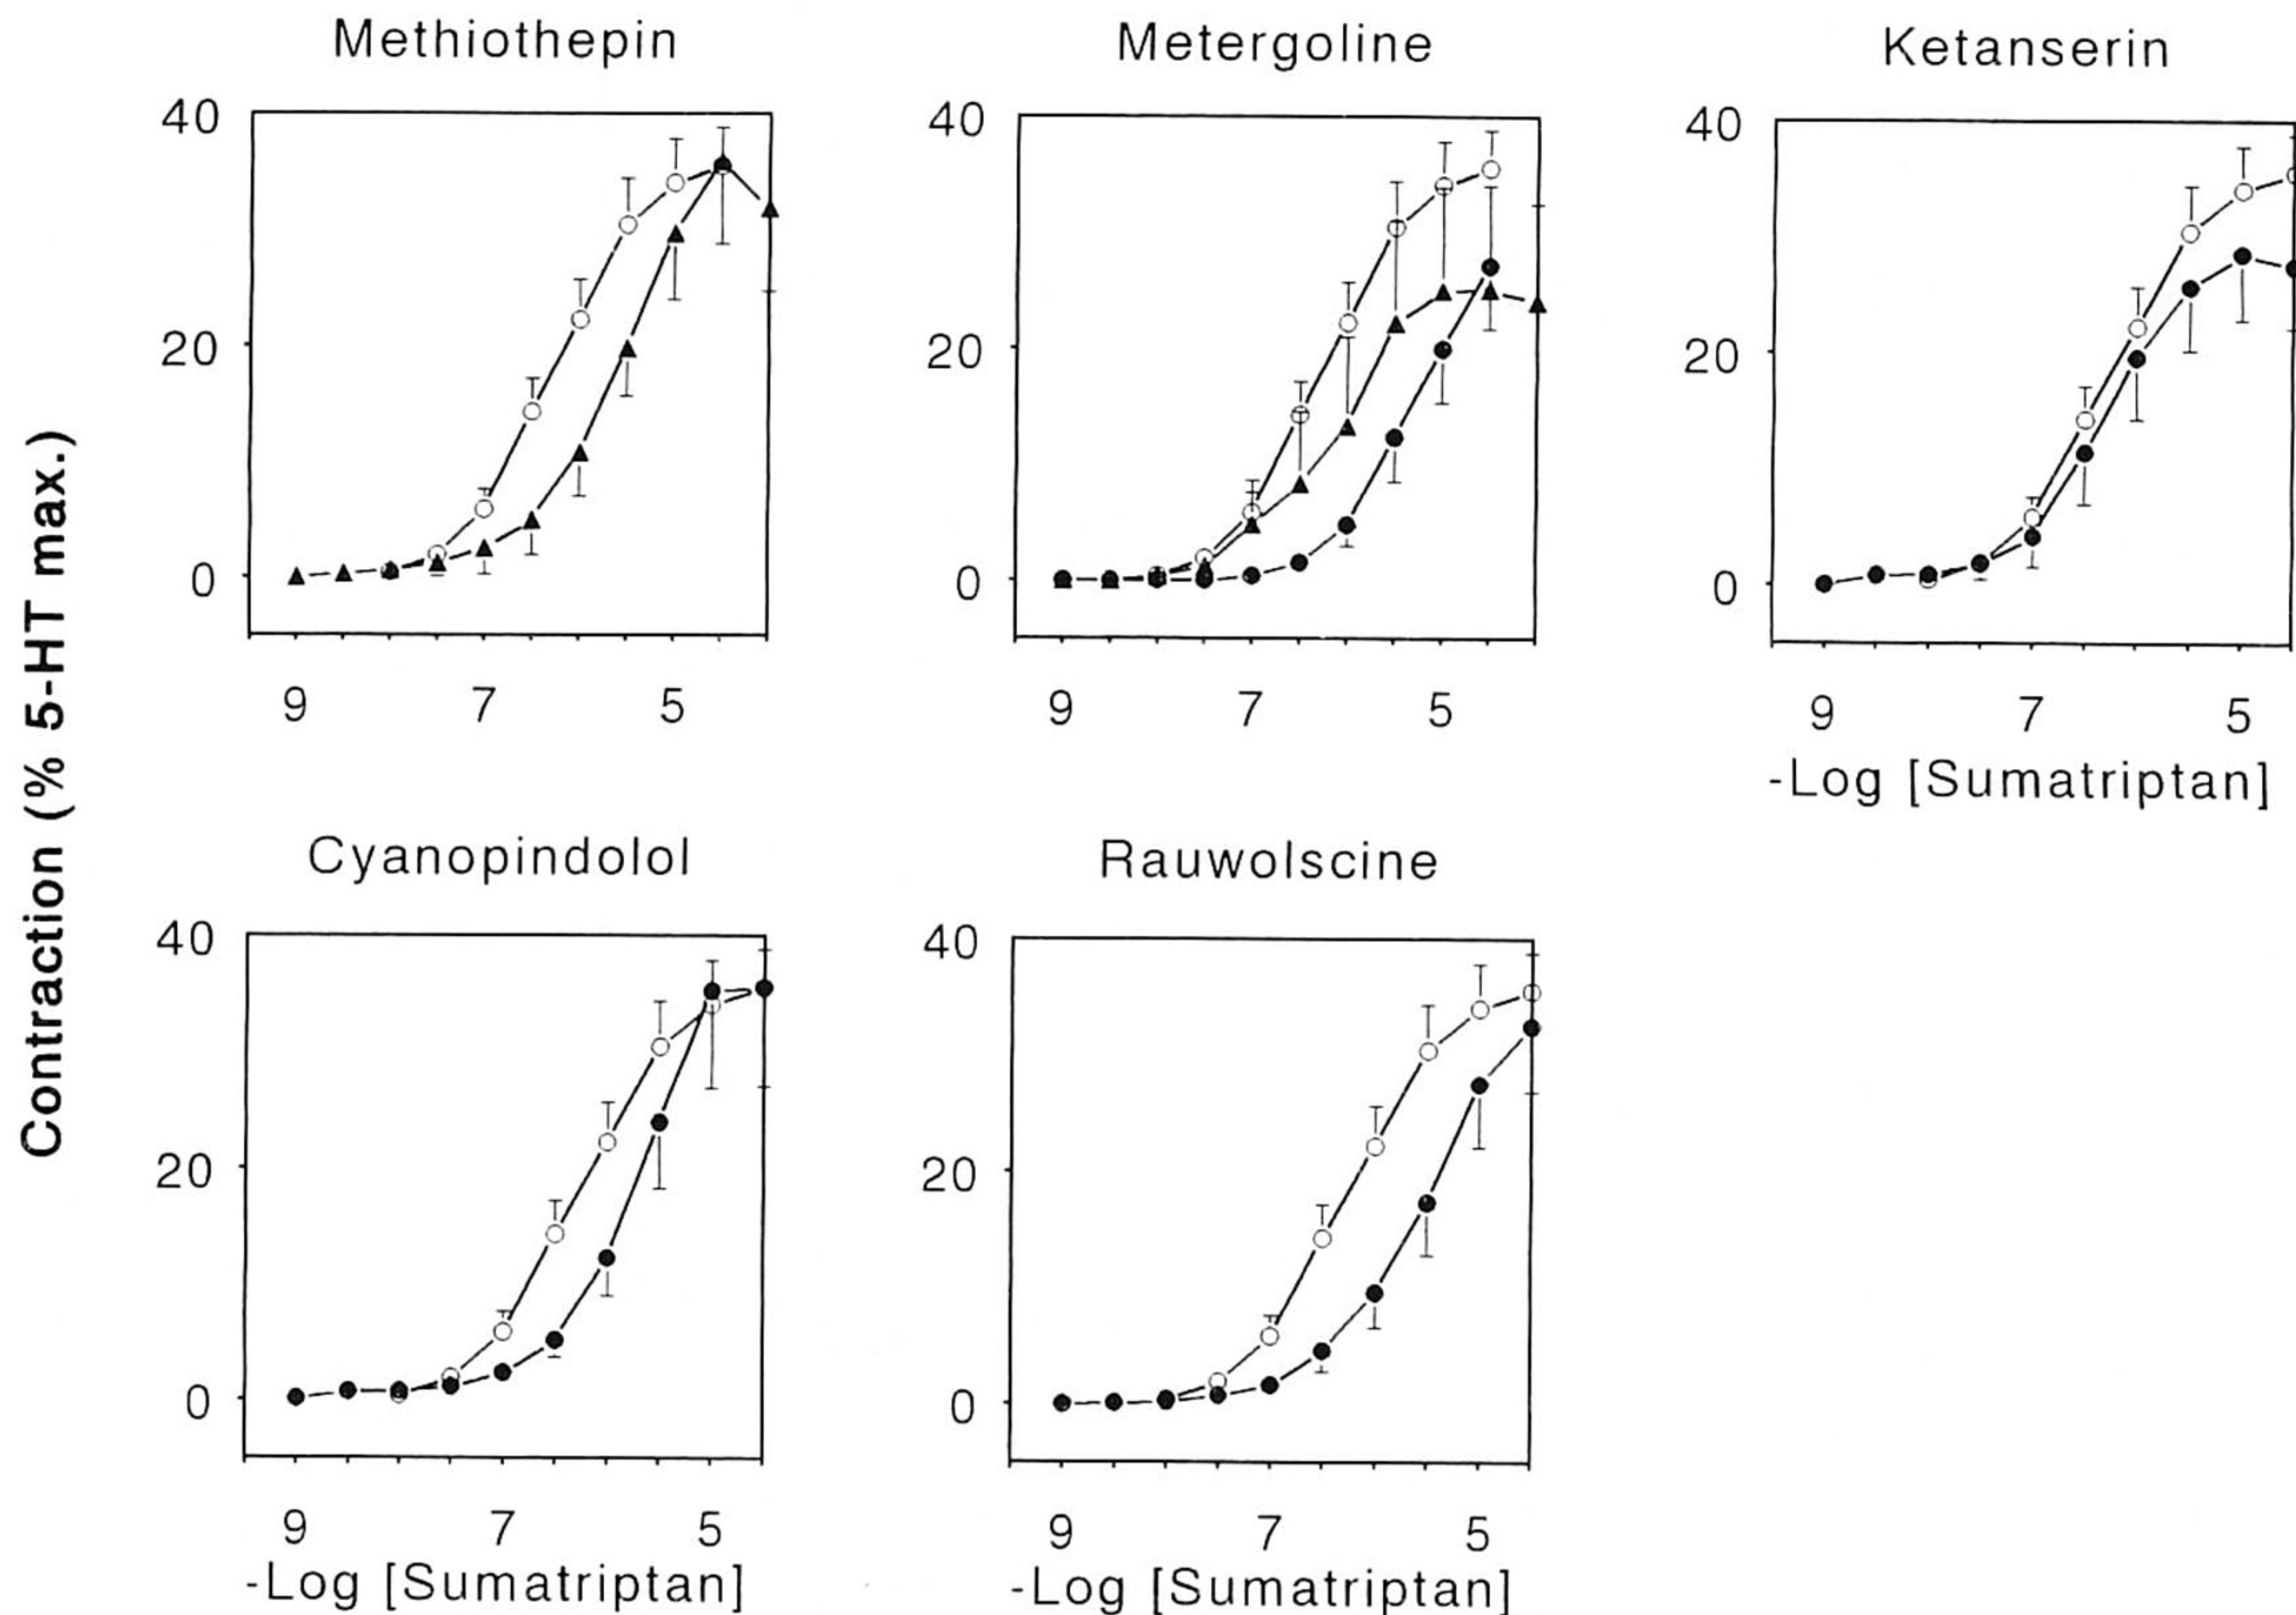 Methiothepin
Metergoline
Ketanserin
40
20
0
9 7 5
40
20
0
9 7 5
40
20
0
9 7 5
-Log [Sumatriptan]
Contraction (% 5-HT max.)
Cyanopindolol
Rauwolscine
40
20
0
9 7 5
-Log [Sumatriptan]
40
20
0
9 7 5
-Log [Sumatriptan]